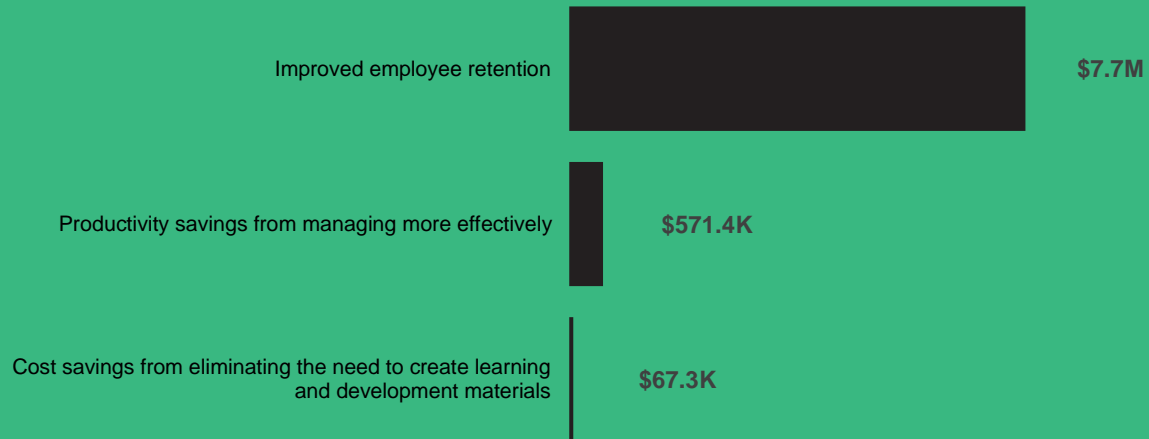 Improved employee retention
$7.7M
Productivity savings from managing more effectively
$571.4K
Cost savings from eliminating the need to create learning
and development materials
$67.3K